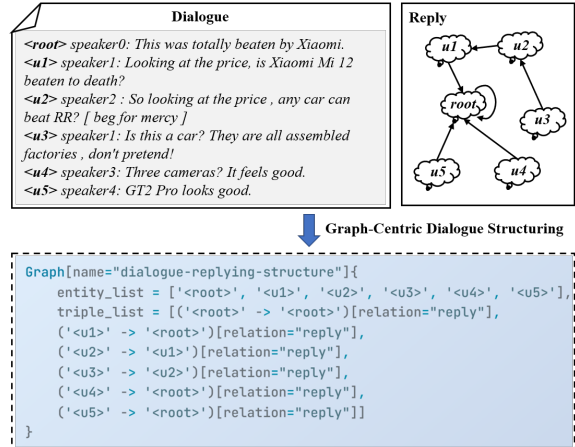 Dialogue
<root> speaker0: This was totally beaten by Xiaomi.
<u1> speaker1: Looking at the price, is Xiaomi Mi 12
beaten to death?
<u2> speaker2 : So looking at the price , any car can
beat RR? [ beg for mercy ]
<u3> speaker1: Is this a car? They are all assembled
factories , don't pretend!
<u4> speaker3: Three cameras? It feels good.
<u5> speaker4: GT2 Pro looks good.
Reply
u1
u2
root
u3
u5
u4
Graph-Centric Dialogue Structuring
Graph[name="dialogue-replying-structure"]{
entity_list = ['<root>', '<u1>', '<u2>', '<u3>', '<u4>', '<u5>'],
triple_list = [('<root>' -> '<root>')[relation="reply"],
('<u1>' -> '<root>')[relation="reply"],
('<u2>' -> '<u1>')[relation="reply"],
('<u3>' -> '<u2>')[relation="reply"],
('<u4>' -> '<root>')[relation="reply"],
('<u5>' -> '<root>')[relation="reply"]]
}